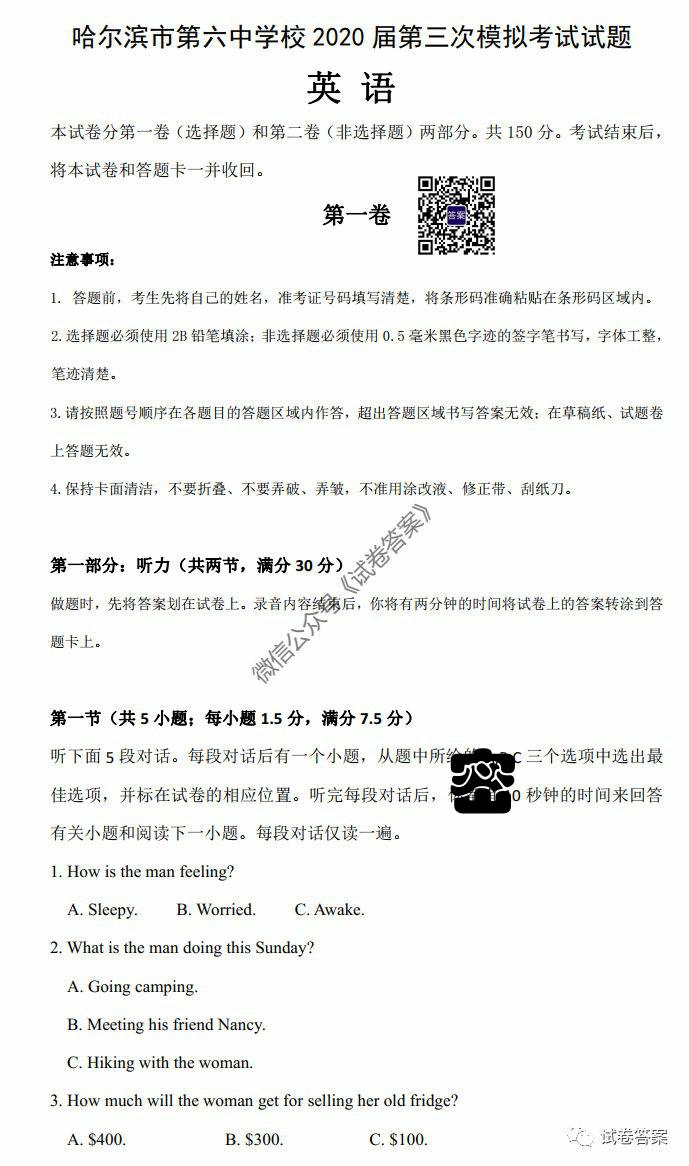 哈尔滨市第六中学校 2020 届第三次模拟考试试题
英 语
本试卷分第一卷（选择题）和第二卷（非选择题）两部分。共 150 分。考试结束后，
将本试卷和答题卡一并收回。
第一卷
答案
注意事项：
1. 答题前，考生先将自己的姓名，准考证号码填写清楚，将条形码准确粘贴在条形码区域内。
2.选择题必须使用 2B 铅笔填涂；非选择题必须使用 0.5 毫米黑色字迹的签字笔书写，字体工整，
笔迹清楚。
3.请按照题号顺序在各题目的答题区域内作答，超出答题区域书写答案无效；在草稿纸、试题卷
上答题无效。
4.保持卡面清洁，不要折叠、不要弄破、弄皱，不准用涂改液、修正带、刮纸刀。
微信公众号《试卷答案》
第一部分：听力（共两节，满分 30 分）
做题时，先将答案划在试卷上。录音内容结束后，你将有两分钟的时间将试卷上的答案转涂到答
题卡上。
第一节（共 5 小题；每小题 1.5 分，满分 7.5 分）
听下面 5 段对话。每段对话后有一个小题，从题中所给的 C 三个选项中选出最
佳选项，并标在试卷的相应位置。听完每段对话后， 0 秒钟的时间来回答
有关小题和阅读下一小题。每段对话仅读一遍。
1. How is the man feeling?
A. Sleepy. B. Worried. C. Awake.
2. What is the man doing this Sunday?
A. Going camping.
B. Meeting his friend Nancy.
C. Hiking with the woman.
3. How much will the woman get for selling her old fridge?
A. $400. B. $300. C. $100.
试卷答案